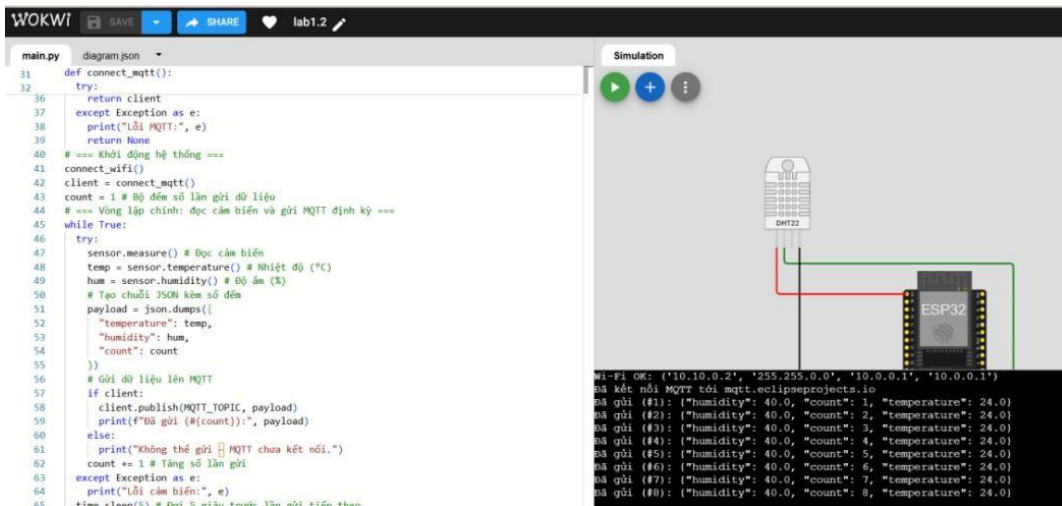 WOKWI SAVE SHARE lab1.2
main.py diagram.json
31 def connect_mqtt():
32 try:
36 return client
37 except Exception as e:
38 print("Lỗi MQTT:", e)
39 return None
40 # === Khởi động hệ thống ===
41 connect_wifi()
42 client = connect_mqtt()
43 count = 1 # Bộ đếm số lần gửi dữ liệu
44 # === Vòng lặp chính: đọc cảm biến và gửi MQTT định kỳ ===
45 while True:
46 try:
47 sensor.measure() # Đọc cảm biến
48 temp = sensor.temperature() # Nhiệt độ (°C)
49 hum = sensor.humidity() # Độ ẩm (%)
50 # Tạo chuỗi JSON kèm số đếm
51 payload = json.dumps({
52 "temperature": temp,
53 "humidity": hum,
54 "count": count
55 })
56 # Gửi dữ liệu lên MQTT
57 if client:
58 client.publish(MQTT_TOPIC, payload)
59 print(f"Đã gửi (#{count}):", payload)
60 else:
61 print("Không thể gửi – MQTT chưa kết nối.")
62 count += 1 # Tăng số lần gửi
63 except Exception as e:
64 print("Lỗi cảm biến:", e)
65 time.sleep(5) # Đợi 5 giây trước lần gửi tiếp theo
Simulation
DHT22
ESP32
Wi-Fi OK: ('10.10.0.2', '255.255.0.0', '10.0.0.1', '10.0.0.1')
Đã kết nối MQTT tới mqtt.eclipseprojects.io
Đã gửi (#1): {"humidity": 40.0, "count": 1, "temperature": 24.0}
Đã gửi (#2): {"humidity": 40.0, "count": 2, "temperature": 24.0}
Đã gửi (#3): {"humidity": 40.0, "count": 3, "temperature": 24.0}
Đã gửi (#4): {"humidity": 40.0, "count": 4, "temperature": 24.0}
Đã gửi (#5): {"humidity": 40.0, "count": 5, "temperature": 24.0}
Đã gửi (#6): {"humidity": 40.0, "count": 6, "temperature": 24.0}
Đã gửi (#7): {"humidity": 40.0, "count": 7, "temperature": 24.0}
Đã gửi (#8): {"humidity": 40.0, "count": 8, "temperature": 24.0}